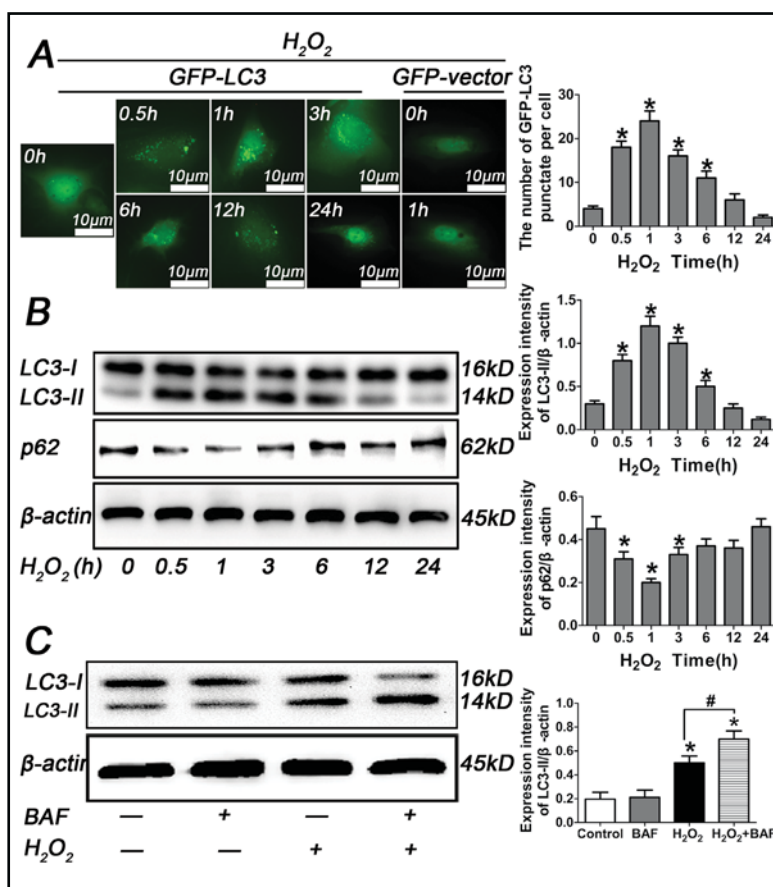 A
H2O2
GFP-LC3
GFP-vector
0h
10μm
0.5h
10μm
1h
10μm
3h
10μm
0h
10μm
6h
10μm
12h
10μm
24h
10μm
1h
10μm
The number of GFP-LC3
punctate per cell
30
20
10
0
* * * *
0 0.5 1 3 6 12 24
H2O2 Time(h)
B
LC3-I 16kD
LC3-II 14kD
p62 62kD
β-actin 45kD
H2O2 (h) 0 0.5 1 3 6 12 24
Expression intensity
of LC3-II/β -actin
1.5
1.0
0.5
0.0
* * * *
0 0.5 1 3 6 12 24
H2O2 Time(h)
Expression intensity
of p62/β -actin
0.6
0.4
0.2
0.0
* * *
0 0.5 1 3 6 12 24
H2O2 Time(h)
C
LC3-I 16kD
LC3-II 14kD
β-actin 45kD
BAF — + — +
H2O2 — — + +
Expression intensity
of LC3-II/β -actin
1.0
0.8
0.6
0.4
0.2
0.0
#
* *
Control BAF H2O2 H2O2+BAF